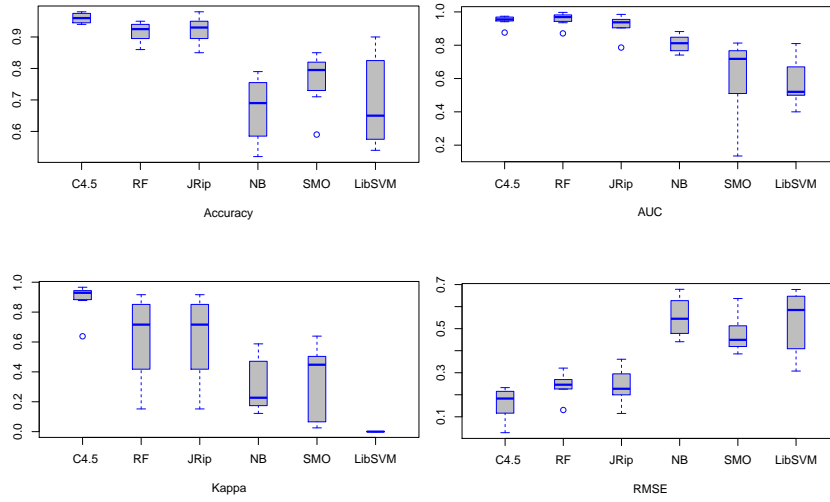 0.9
0.8
0.7
0.6
C4.5 RF JRip NB SMO LibSVM
Accuracy
1.0
0.8
0.6
0.4
0.2
C4.5 RF JRip NB SMO LibSVM
AUC
1.0
0.8
0.6
0.4
0.2
0.0
C4.5 RF JRip NB SMO LibSVM
Kappa
0.7
0.5
0.3
0.1
C4.5 RF JRip NB SMO LibSVM
RMSE